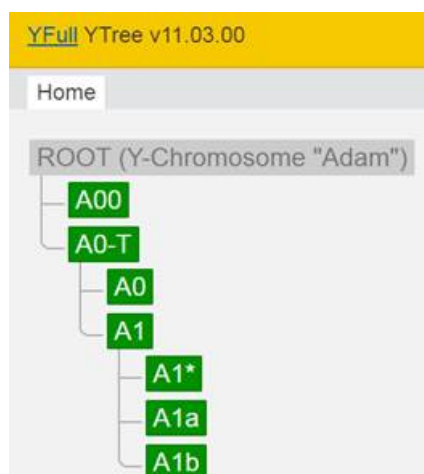 YFull YTree v11.03.00
Home
ROOT (Y-Chromosome "Adam")
A00
A0-T
A0
A1
A1*
A1a
A1b